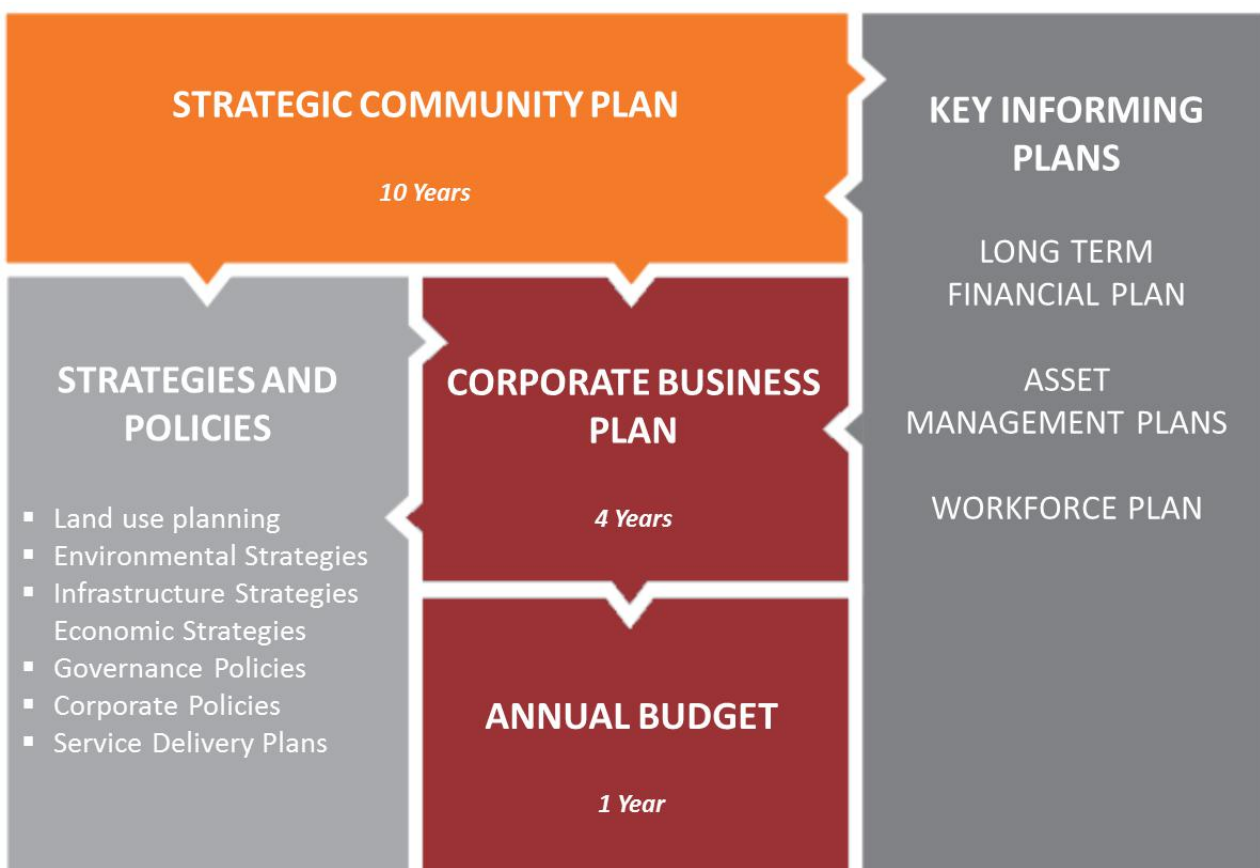 STRATEGIC COMMUNITY PLAN
10 Years
KEY INFORMING
PLANS
LONG TERM
FINANCIAL PLAN
ASSET
MANAGEMENT PLANS
WORKFORCE PLAN
STRATEGIES AND
POLICIES
▪ Land use planning
▪ Environmental Strategies
▪ Infrastructure Strategies
Economic Strategies
▪ Governance Policies
▪ Corporate Policies
▪ Service Delivery Plans
CORPORATE BUSINESS
PLAN
4 Years
ANNUAL BUDGET
1 Year